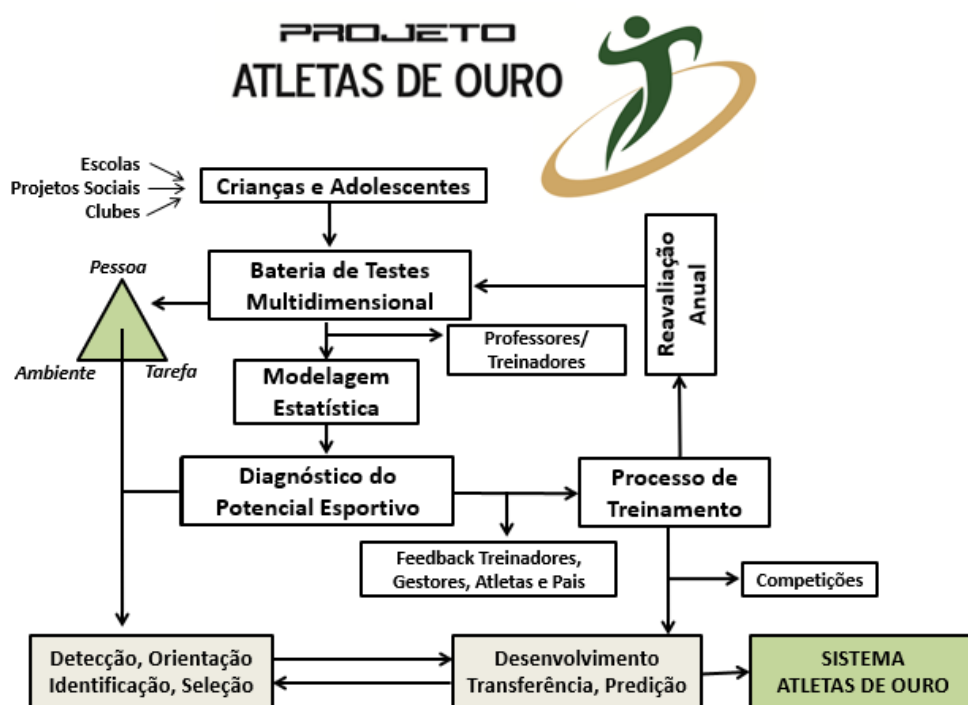 PROJETO
ATLETAS DE OURO
Escolas
Projetos Sociais
Clubes
Crianças e Adolescentes
Pessoa
Ambiente
Tarefa
Bateria de Testes
Multidimensional
Reavaliação
Anual
Professores/
Treinadores
Modelagem
Estatística
Diagnóstico do
Potencial Esportivo
Processo de
Treinamento
Feedback Treinadores,
Gestores, Atletas e Pais
Competições
Detecção, Orientação
Identificação, Seleção
Desenvolvimento
Transferência, Predição
SISTEMA
ATLETAS DE OURO